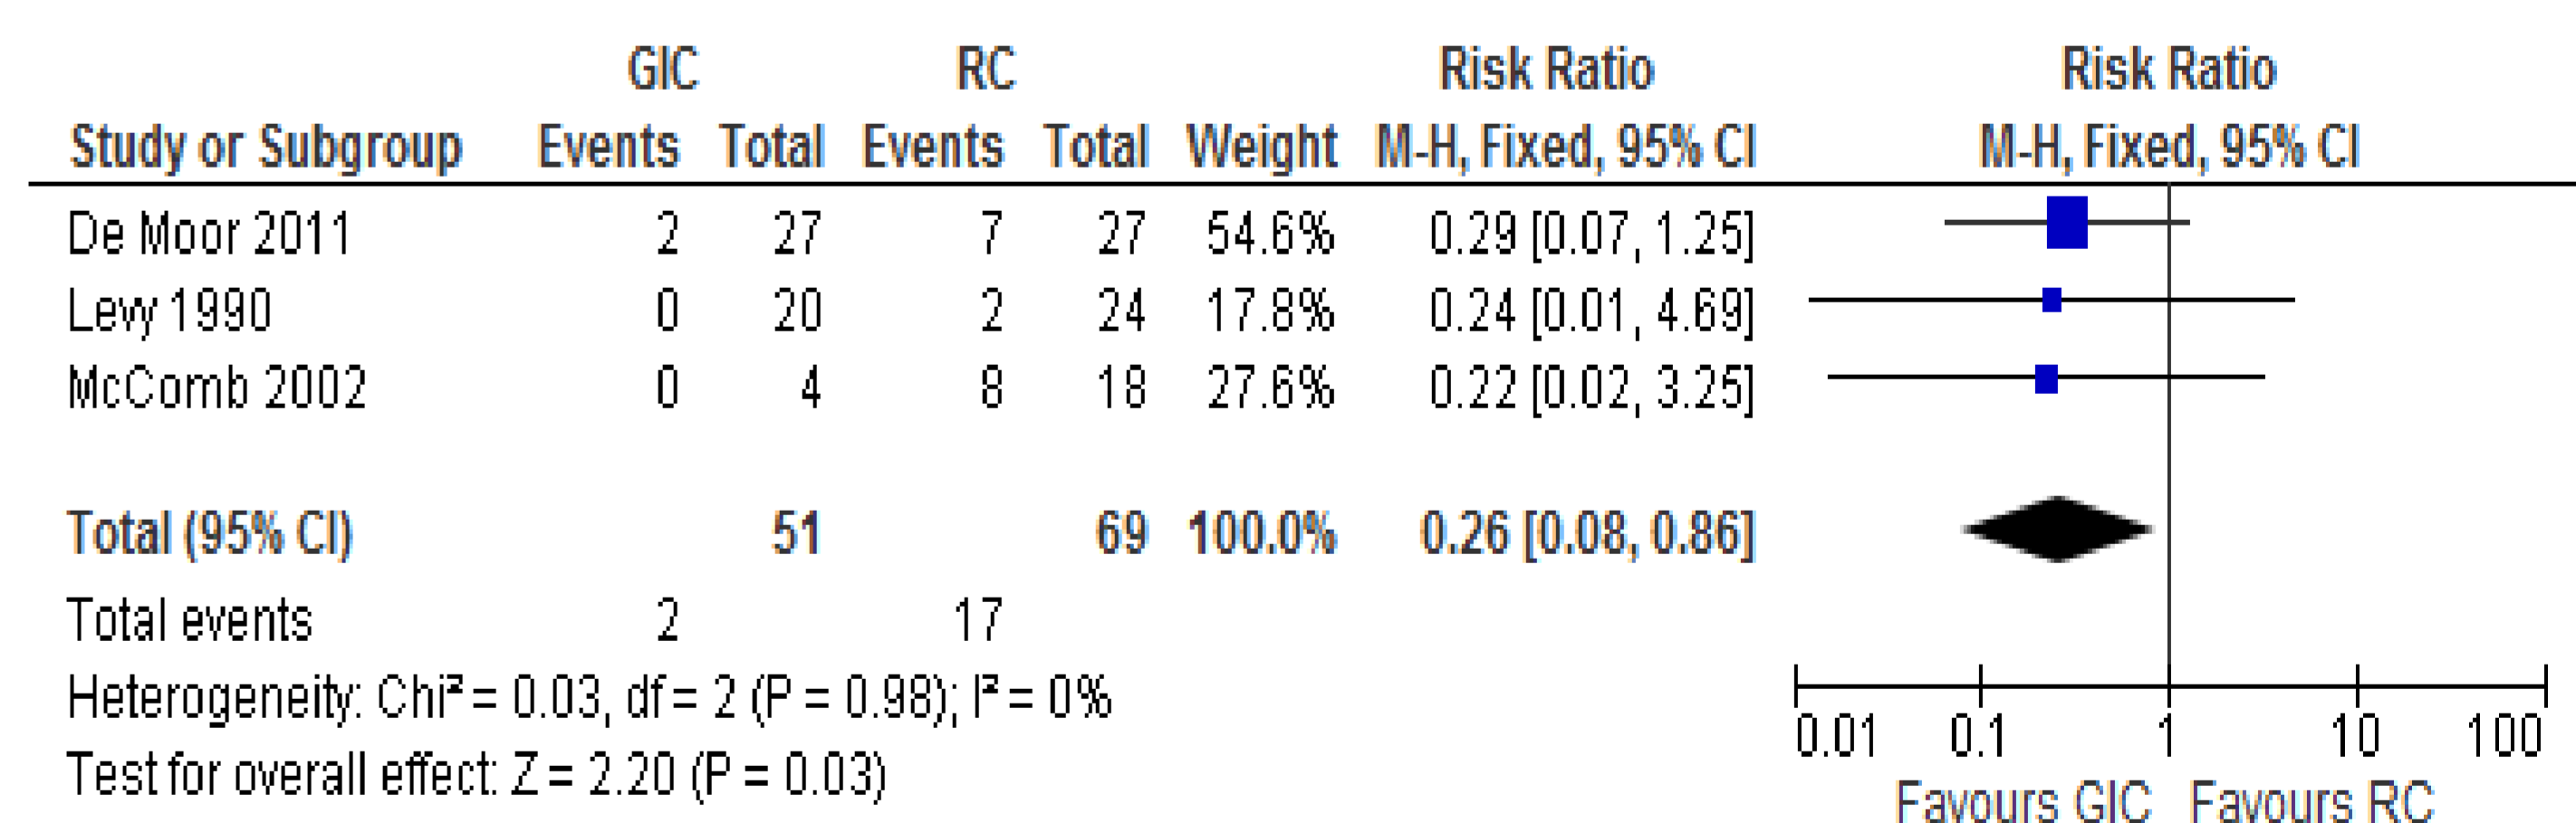 GIC RC Risk Ratio Risk Ratio
Study or Subgroup Events Total Events Total Weight M-H, Fixed, 95% CI M-H, Fixed, 95% CI
De Moor 2011 2 27 7 27 54.6% 0.29 [0.07, 1.25]
Levy 1990 0 20 2 24 17.8% 0.24 [0.01, 4.69]
McComb 2002 0 4 8 18 27.6% 0.22 [0.02, 3.25]
Total (95% CI) 51 69 100.0% 0.26 [0.08, 0.86]
Total events 2 17
Heterogeneity: Chi² = 0.03, df = 2 (P = 0.98); I² = 0%
Test for overall effect: Z = 2.20 (P = 0.03)
0.01 0.1 1 10 100
Favours GIC Favours RC